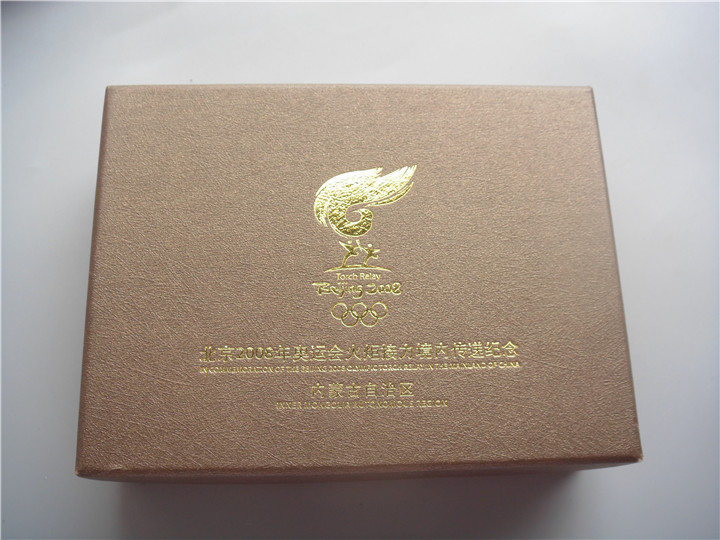 Torch Relay
Beijing 2008
北京2008年奥运会火炬接力境内传递纪念
IN COMMEMORATION OF THE BEIJING 2008 OLYMPIC TORCH RELAY IN THE MAINLAND OF CHINA
内蒙古自治区
INNER MONGOLIA AUTONOMOUS REGION